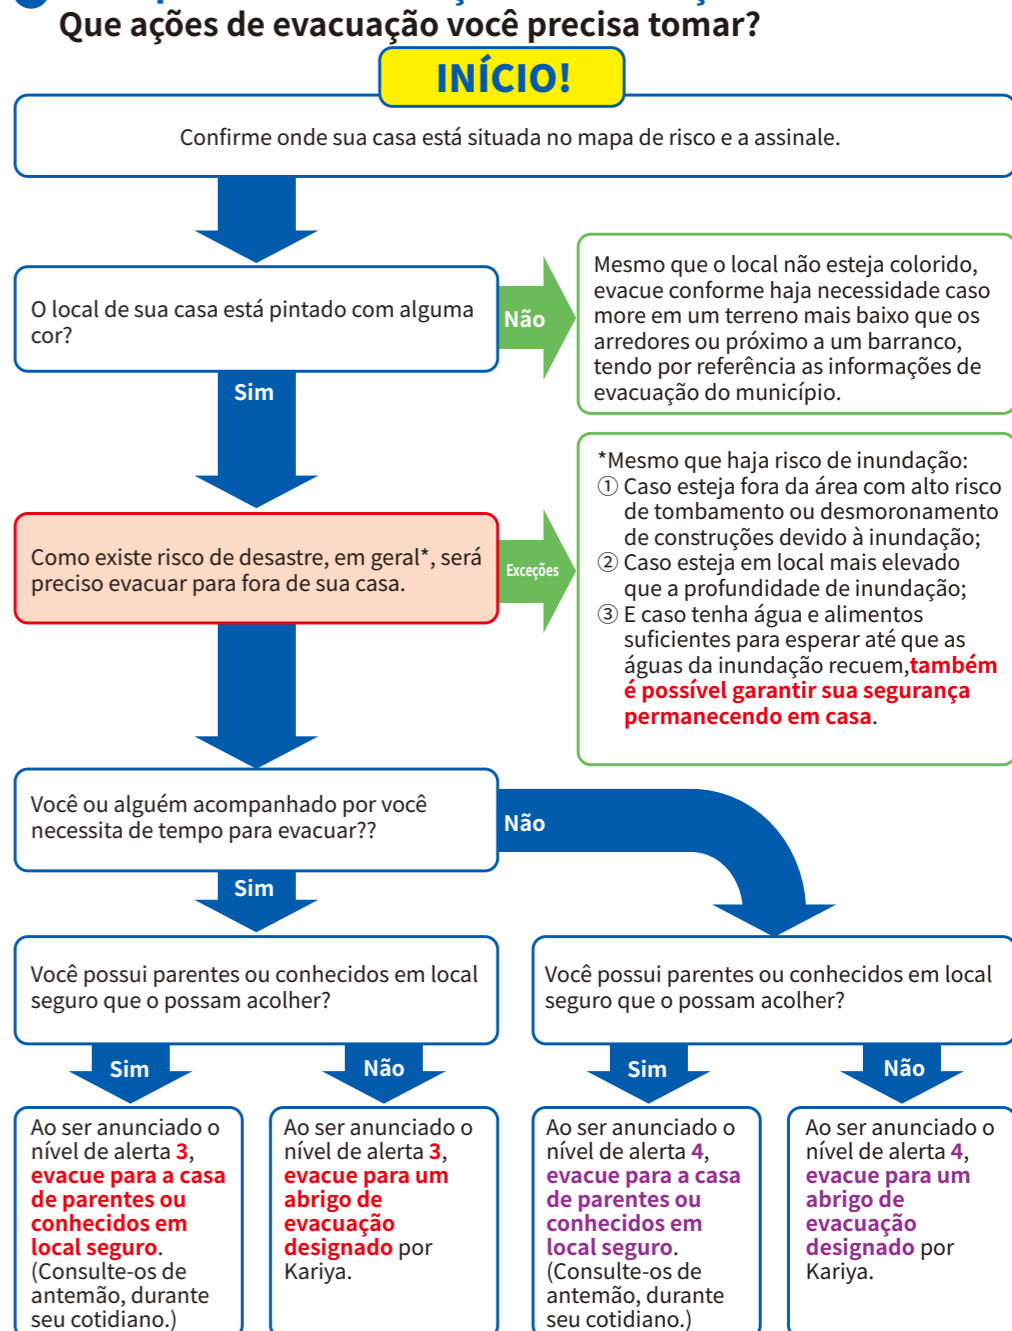 Que ações de evacuação você precisa tomar?
INÍCIO!
Confirme onde sua casa está situada no mapa de risco e a assinale.
O local de sua casa está pintado com alguma
cor?
Não
Mesmo que o local não esteja colorido,
evacue conforme haja necessidade caso
more em um terreno mais baixo que os
arredores ou próximo a um barranco,
tendo por referência as informações de
evacuação do município.
Sim
Como existe risco de desastre, em geral*, será
preciso evacuar para fora de sua casa.
Exceções
*Mesmo que haja risco de inundação:
① Caso esteja fora da área com alto risco
de tombamento ou desmoronamento
de construções devido à inundação;
② Caso esteja em local mais elevado
que a profundidade de inundação;
③ E caso tenha água e alimentos
suficientes para esperar até que as
águas da inundação recuem,também
é possível garantir sua segurança
permanecendo em casa.
Você ou alguém acompanhado por você
necessita de tempo para evacuar??
Não
Sim
Você possui parentes ou conhecidos em local
seguro que o possam acolher?
Você possui parentes ou conhecidos em local
seguro que o possam acolher?
Sim
Não
Sim
Não
Ao ser anunciado o
nível de alerta 3,
evacue para a casa
de parentes ou
conhecidos em
local seguro.
(Consulte-os de
antemão, durante
seu cotidiano.)
Ao ser anunciado o
nível de alerta 3,
evacue para um
abrigo de
evacuação
designado por
Kariya.
Ao ser anunciado o
nível de alerta 4,
evacue para a casa
de parentes ou
conhecidos em
local seguro.
(Consulte-os de
antemão, durante
seu cotidiano.)
Ao ser anunciado o
nível de alerta 4,
evacue para um
abrigo de
evacuação
designado por
Kariya.